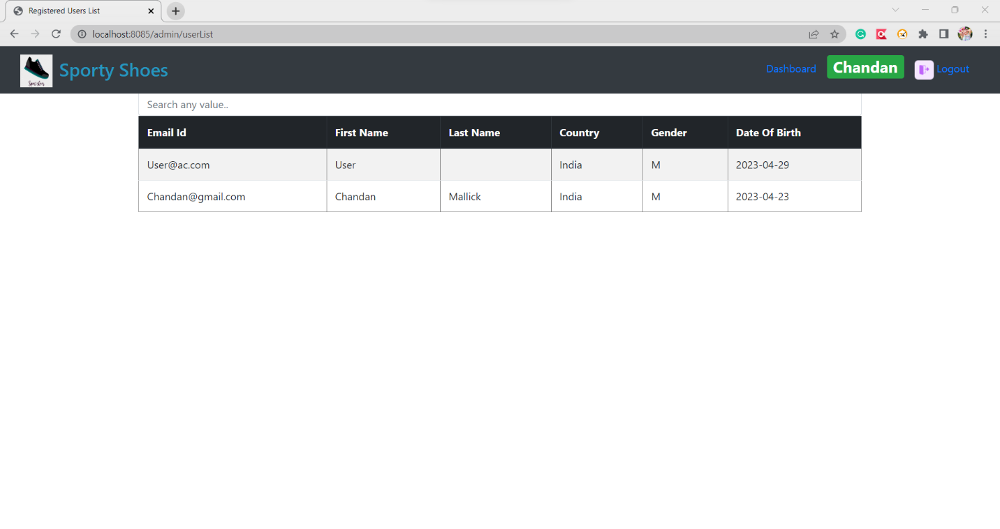 Registered Users List
localhost:8085/admin/userList
Sporty Shoes
Dashboard Chandan Logout
Search any value..
Email Id First Name Last Name Country Gender Date Of Birth
User@ac.com User India M 2023-04-29
Chandan@gmail.com Chandan Mallick India M 2023-04-23